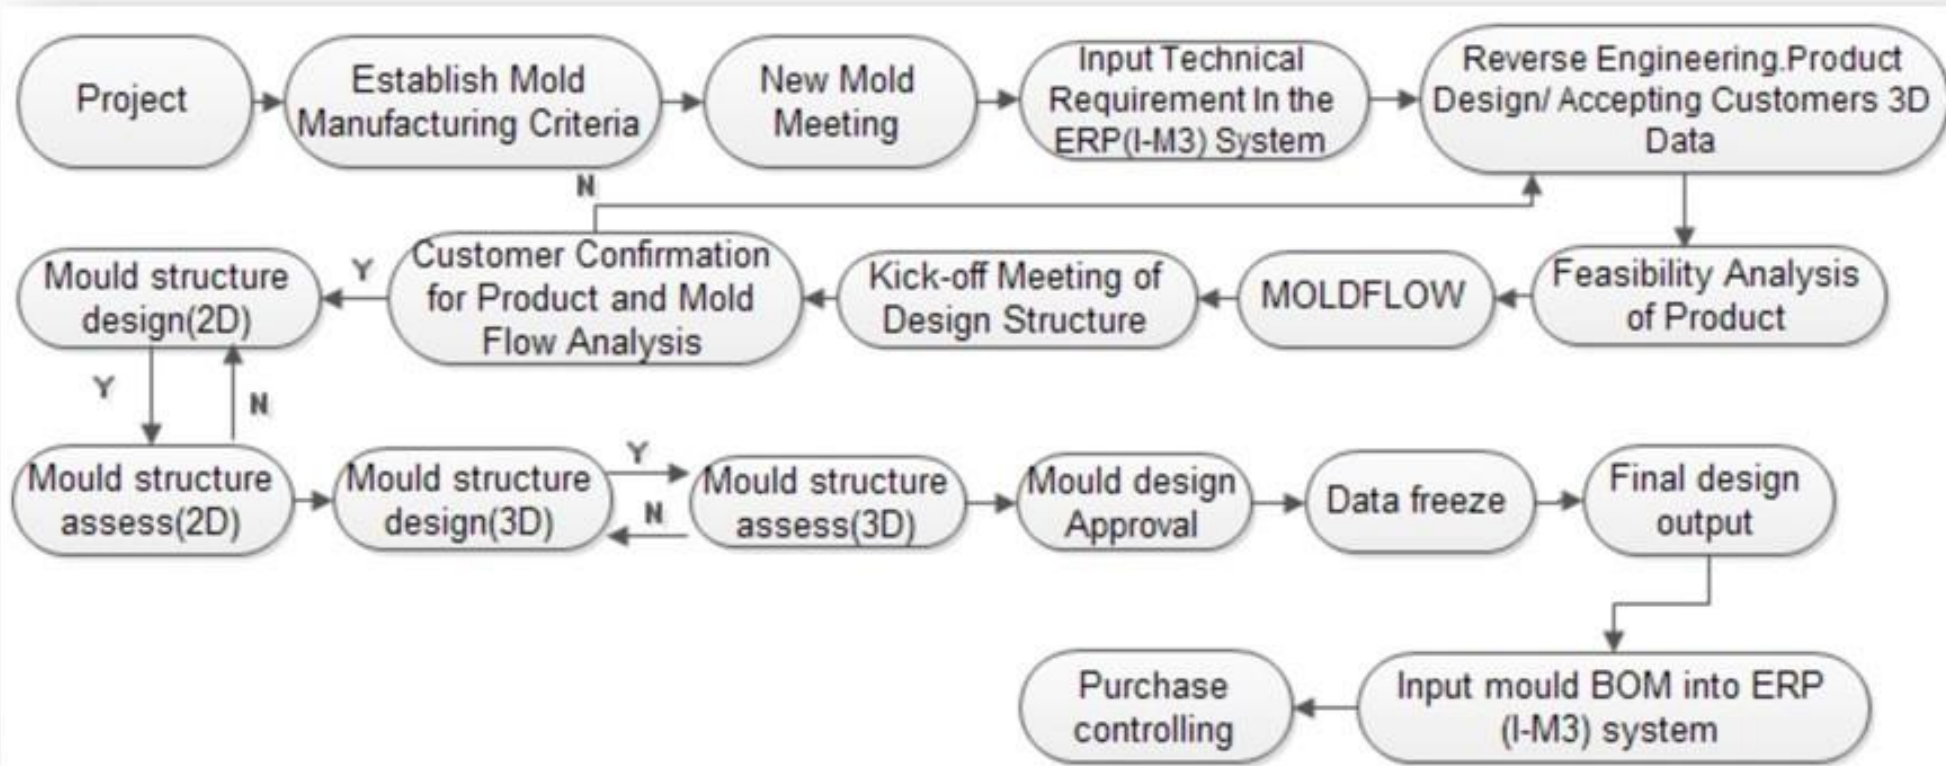 Project
Establish Mold
Manufacturing Criteria
New Mold
Meeting
Input Technical
Requirement In the
ERP(I-M3) System
Reverse Engineering.Product
Design/ Accepting Customers 3D
Data
N
Feasibility Analysis
of Product
MOLDFLOW
Kick-off Meeting of
Design Structure
Customer Confirmation
for Product and Mold
Flow Analysis
Y
Mould structure
design(2D)
Y
N
Mould structure
assess(2D)
Mould structure
design(3D)
Y
N
Mould structure
assess(3D)
Mould design
Approval
Data freeze
Final design
output
Input mould BOM into ERP
(I-M3) system
Purchase
controlling